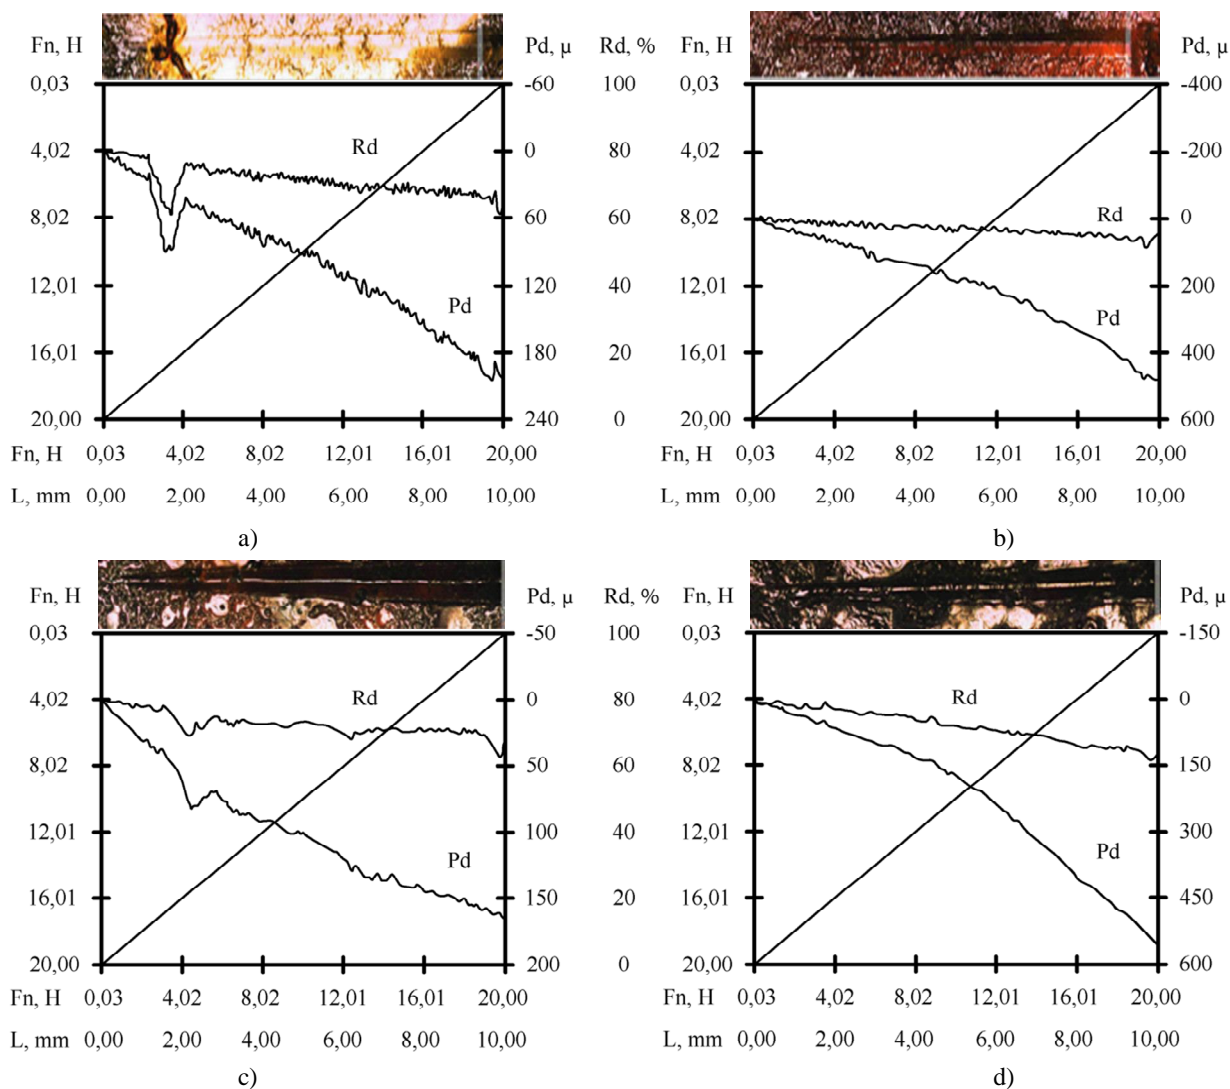 Fn, H Pd, µ Rd, % Fn, H Pd, µ
0,03 -60 100 0,03 -400
Rd
4,02 0 80 4,02 -200
8,02 60 60 8,02 Rd 0
12,01 120 40 12,01 200
Pd Pd
16,01 180 20 16,01 400
20,00 240 0 20,00 600
Fn, H 0,03 4,02 8,02 12,01 16,01 20,00 0,03 4,02 8,02 12,01 16,01 20,00
L, mm 0,00 2,00 4,00 6,00 8,00 10,00 0,00 2,00 4,00 6,00 8,00 10,00
a) b)
Fn, H Pd, µ Rd, % Fn, H Pd, µ
0,03 -50 100 0,03 -150
4,02 Rd 0 80 4,02 Rd 0
8,02 50 60 8,02 150
12,01 100 40 12,01 300
Pd Pd
16,01 150 20 16,01 450
20,00 200 0 20,00 600
Fn, H 0,03 4,02 8,02 12,01 16,01 20,00 0,03 4,02 8,02 12,01 16,01 20,00
L, mm 0,00 2,00 4,00 6,00 8,00 10,00 0,00 2,00 4,00 6,00 8,00 10,00
c) d)